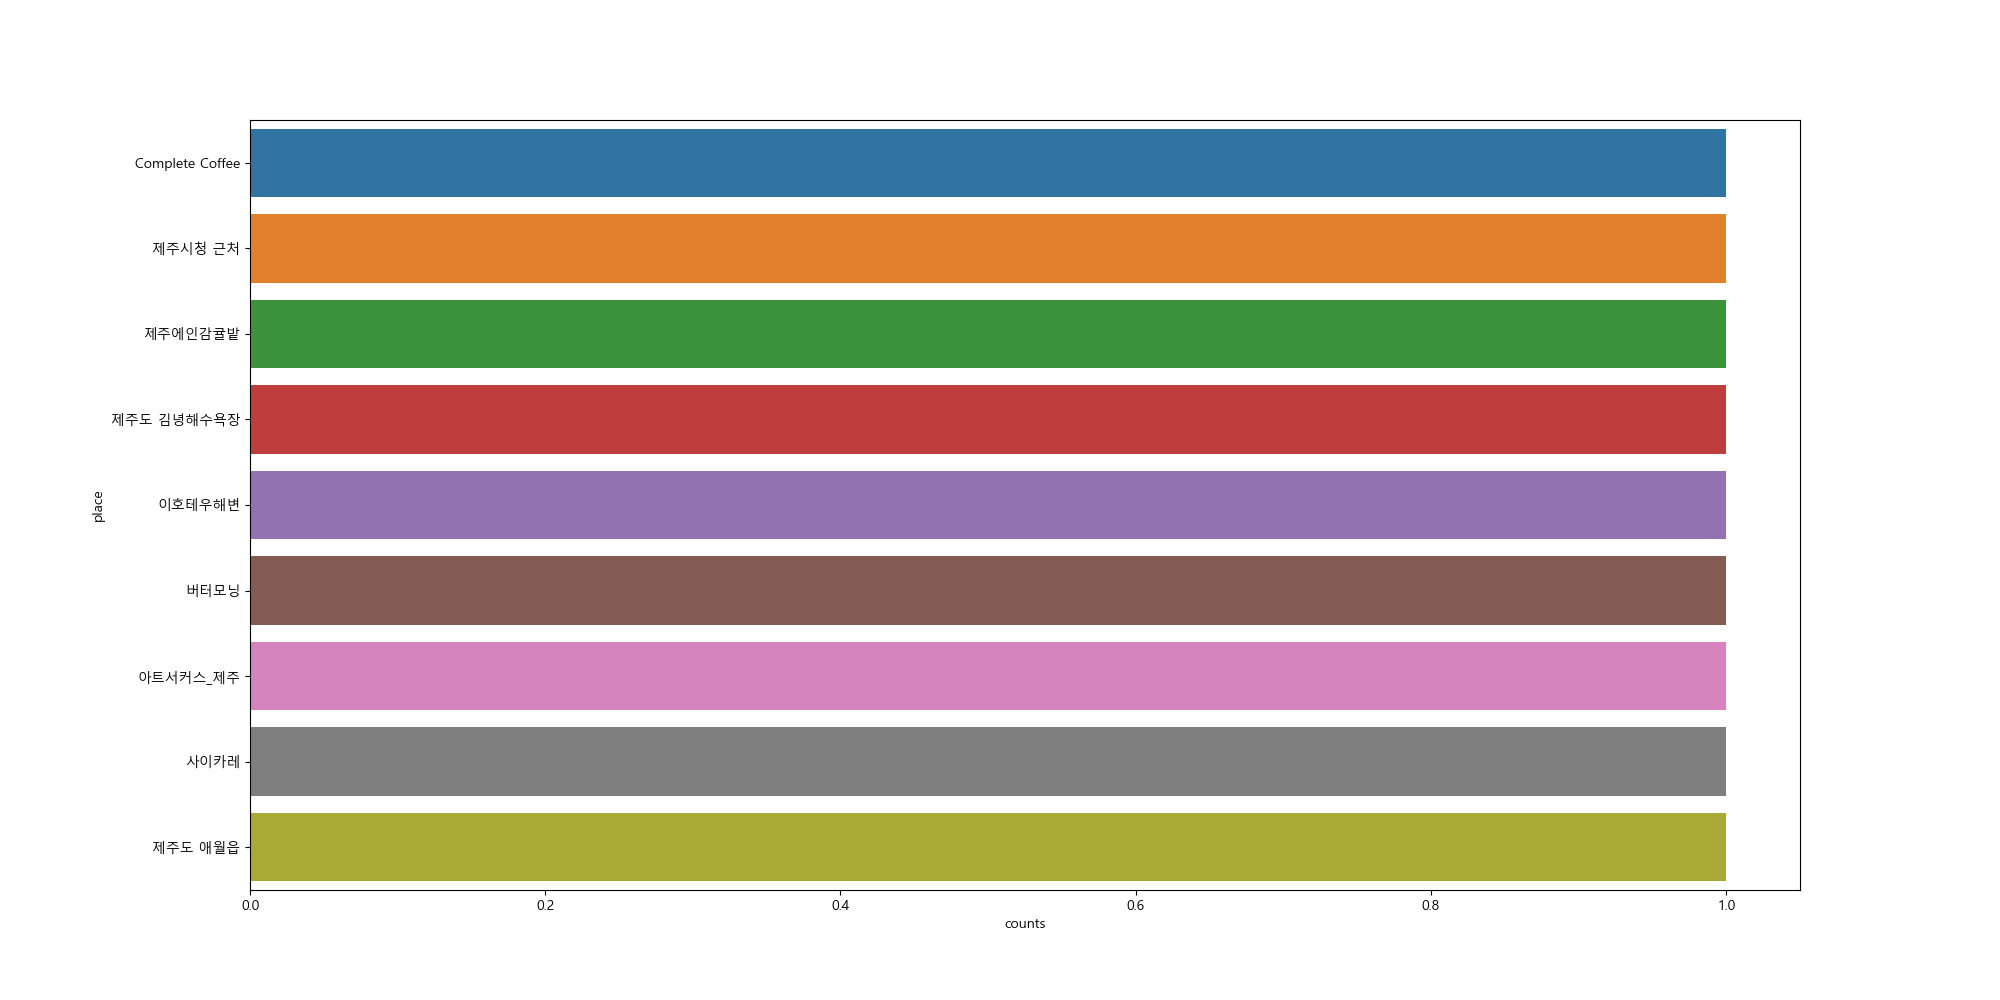 Complete Coffee
제주시청 근처
제주에인감귤밭
제주도 김녕해수욕장
이호테우해변
버터모닝
아트서커스_제주
사이카레
제주도 애월읍
place
0.0 0.2 0.4 0.6 0.8 1.0
counts